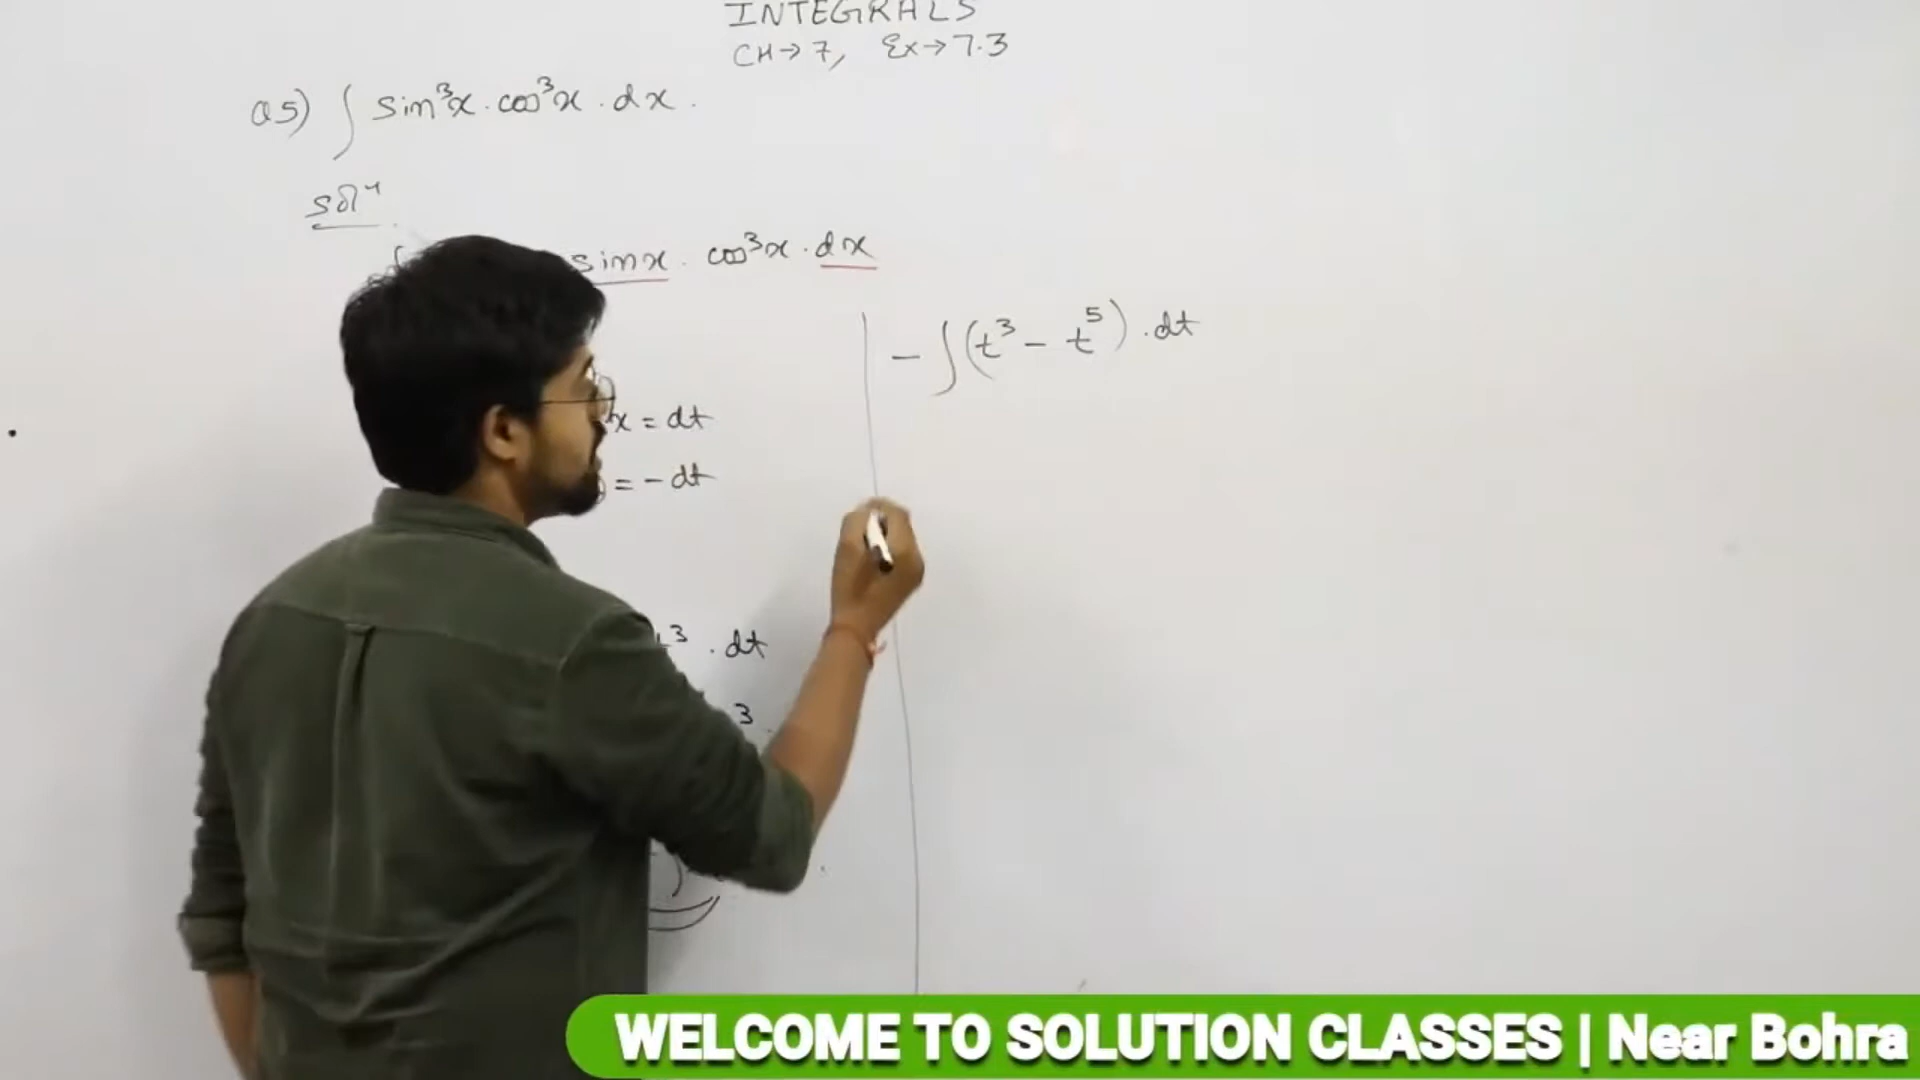 INTEGRALS
CH→7, Ex→7.3
Q5) ∫ sin³x . cos³x . dx .
solⁿ
sinx . cos³x . dx
x = dt
= - dt
³ . dt
3
- ∫ (t³ - t⁵) . dt
WELCOME TO SOLUTION CLASSES | Near Bohra